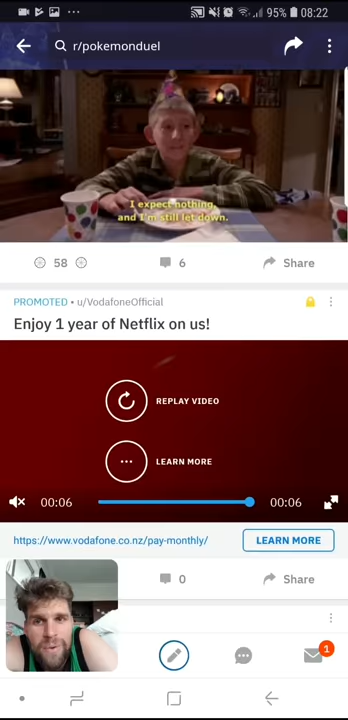 95% 08:22
r/pokemonduel
I expect nothing,
and I'm still let down.
58 6 Share
PROMOTED • u/VodafoneOfficial
Enjoy 1 year of Netflix on us!
REPLAY VIDEO
LEARN MORE
00:06 00:06
https://www.vodafone.co.nz/pay-monthly/ LEARN MORE
0 Share
1